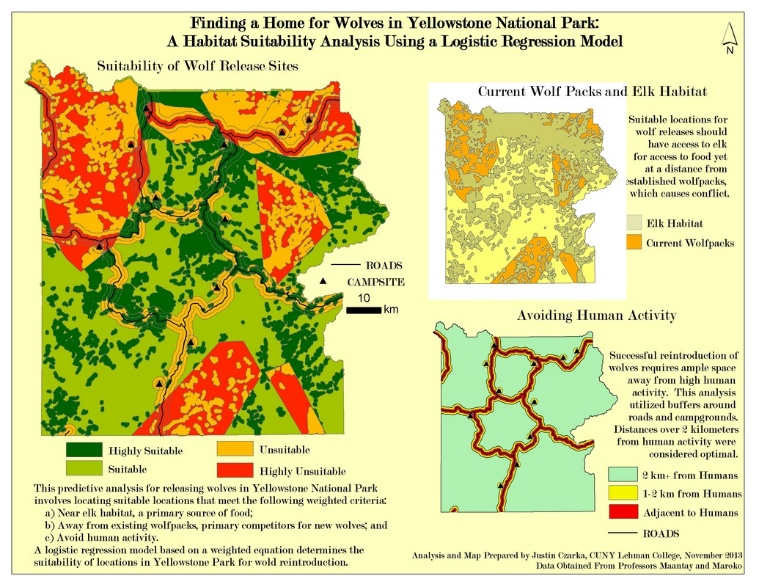 Finding a Home for Wolves in Yellowstone National Park:
A Habitat Suitability Analysis Using a Logistic Regression Model
N
Suitability of Wolf Release Sites
ROADS
CAMPSITE
10
km
Highly Suitable
Suitable
Unsuitable
Highly Unsuitable
This predictive analysis for releasing wolves in Yellowstone National Park
involves locating suitable locations that meet the following weighted criteria:
a) Near elk habitat, a primary source of food;
b) Away from existing wolfpacks, primary competitors for new wolves; and
c) Avoid human activity.
A logistic regression model based on a weighted equation determines the
suitability of locations in Yellowstone Park for wold reintroduction.
Current Wolf Packs and Elk Habitat
Suitable locations for
wolf releases should
have access to elk
for access to food yet
at a distance from
established wolfpacks,
which causes conflict.
Elk Habitat
Current Wolfpacks
Avoiding Human Activity
Successful reintroduction of
wolves requires ample space
away from high human
activity. This analysis
utilized buffers around
roads and campgrounds.
Distances over 2 kilometers
from human activity were
considered optimal.
2 km+ from Humans
1-2 km from Humans
Adjacent to Humans
ROADS
Analysis and Map Prepared by Justin Czarka, CUNY Lehman College, November 2013
Data Obtained From Professors Maantay and Maroko